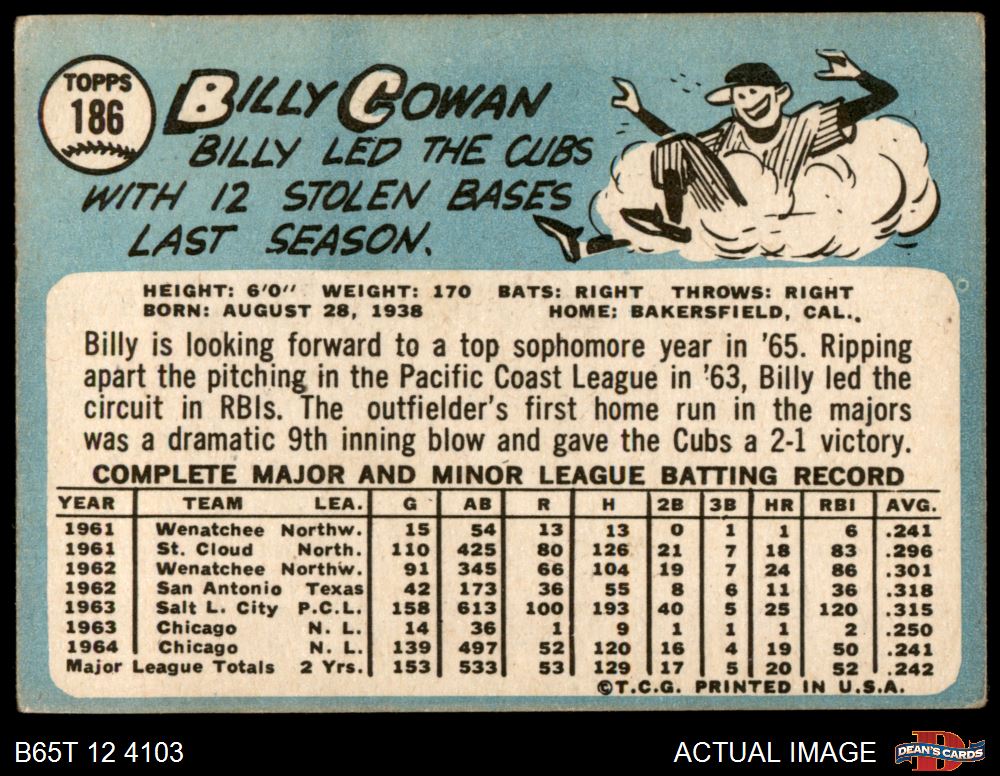 TOPPS
186
BILLY COWAN
BILLY LED THE CUBS
WITH 12 STOLEN BASES
LAST SEASON.
HEIGHT: 6'0" WEIGHT: 170 BATS: RIGHT THROWS: RIGHT
BORN: AUGUST 28, 1938 HOME: BAKERSFIELD, CAL..
Billy is looking forward to a top sophomore year in '65. Ripping
apart the pitching in the Pacific Coast League in '63, Billy led the
circuit in RBIs. The outfielder's first home run in the majors
was a dramatic 9th inning blow and gave the Cubs a 2-1 victory.
COMPLETE MAJOR AND MINOR LEAGUE BATTING RECORD
YEAR TEAM LEA. G AB R H 2B 3B HR RBI AVG.
1961 Wenatchee Northw. 15 54 13 13 0 1 1 6 .241
1961 St. Cloud North. 110 425 80 126 21 7 18 83 .296
1962 Wenatchee Northw. 91 345 66 104 19 7 24 86 .301
1962 San Antonio Texas 42 173 36 55 8 6 11 36 .318
1963 Salt L. City P.C.L. 158 613 100 193 40 5 25 120 .315
1963 Chicago N. L. 14 36 1 9 1 1 1 2 .250
1964 Chicago N. L. 139 497 52 120 16 4 19 50 .241
Major League Totals 2 Yrs. 153 533 53 129 17 5 20 52 .242
©T.C.G. PRINTED IN U.S.A.
B65T 12 4103 ACTUAL IMAGE DEAN'S CARDS